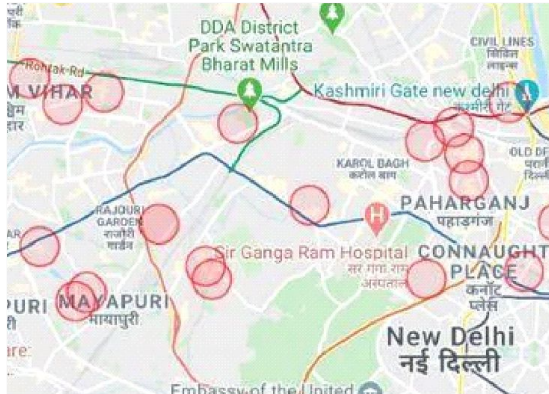 DDA District
Park Swatantra
Bharat Mills
CIVIL LINES
सिविल
लाइन्स
Rohtak Rd
Kashmiri Gate new delhi
कश्मीरी गेट
M VIHAR
KAROL BAGH
करोल बाग
OLD DE
PAHARGANJ
पहाड़गंज
RAJOURI
GARDEN
राजौरी
गार्डन
Sir Ganga Ram Hospital
सर गंगा राम
अस्पताल
CONNAUGHT
PLACE
कनॉट
प्लेस
PURI
MAYAPURI
मायापुरी
New Delhi
नई दिल्ली
Embassy of the United